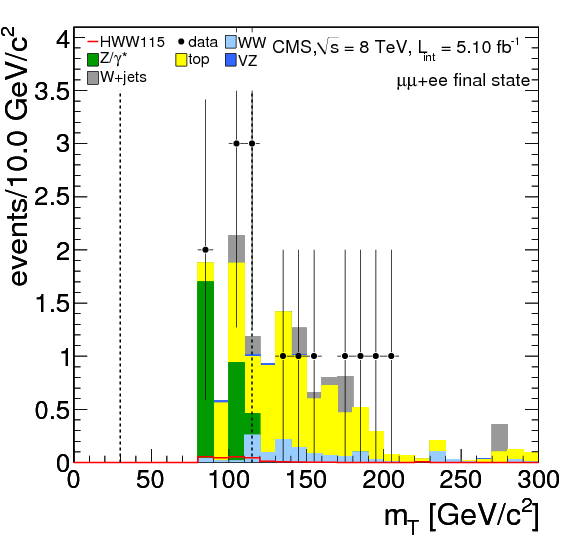 HWW115
data
WW
Z/γ*
top
VZ
W+jets
CMS,√s = 8 TeV, L_int = 5.10 fb⁻¹
μμ+ee final state
events/10.0 GeV/c²
4
3.5
3
2.5
2
1.5
1
0.5
0
0 50 100 150 200 250 300
m_T [GeV/c²]